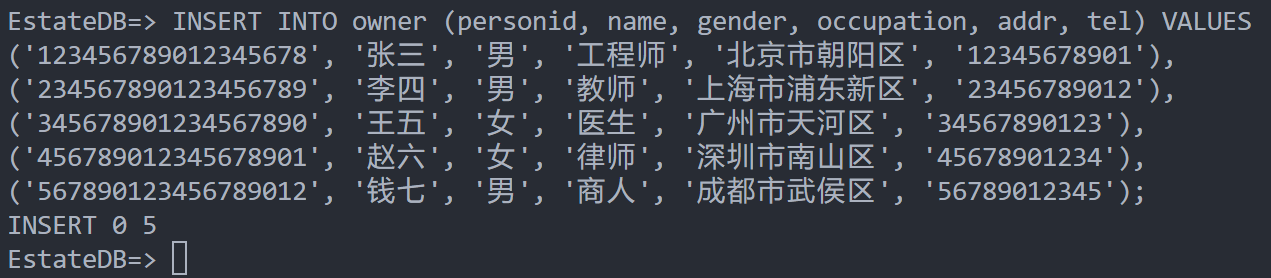 EstateDB=> INSERT INTO owner (personid, name, gender, occupation, addr, tel) VALUES
('123456789012345678', '张三', '男', '工程师', '北京市朝阳区', '12345678901'),
('234567890123456789', '李四', '男', '教师', '上海市浦东新区', '23456789012'),
('345678901234567890', '王五', '女', '医生', '广州市天河区', '34567890123'),
('456789012345678901', '赵六', '女', '律师', '深圳市南山区', '45678901234'),
('567890123456789012', '钱七', '男', '商人', '成都市武侯区', '56789012345');
INSERT 0 5
EstateDB=>